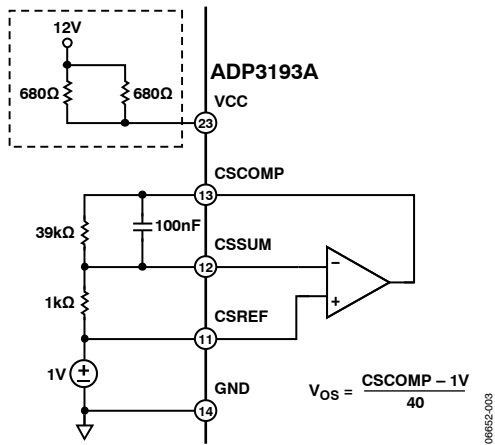 12V
680Ω 680Ω
ADP3193A
VCC
23
CSCOMP
13
39kΩ
100nF
CSSUM
12
–
1kΩ
+
CSREF
11
1V
+
–
GND
14
VOS = CSCOMP – 1V
40
06652-003